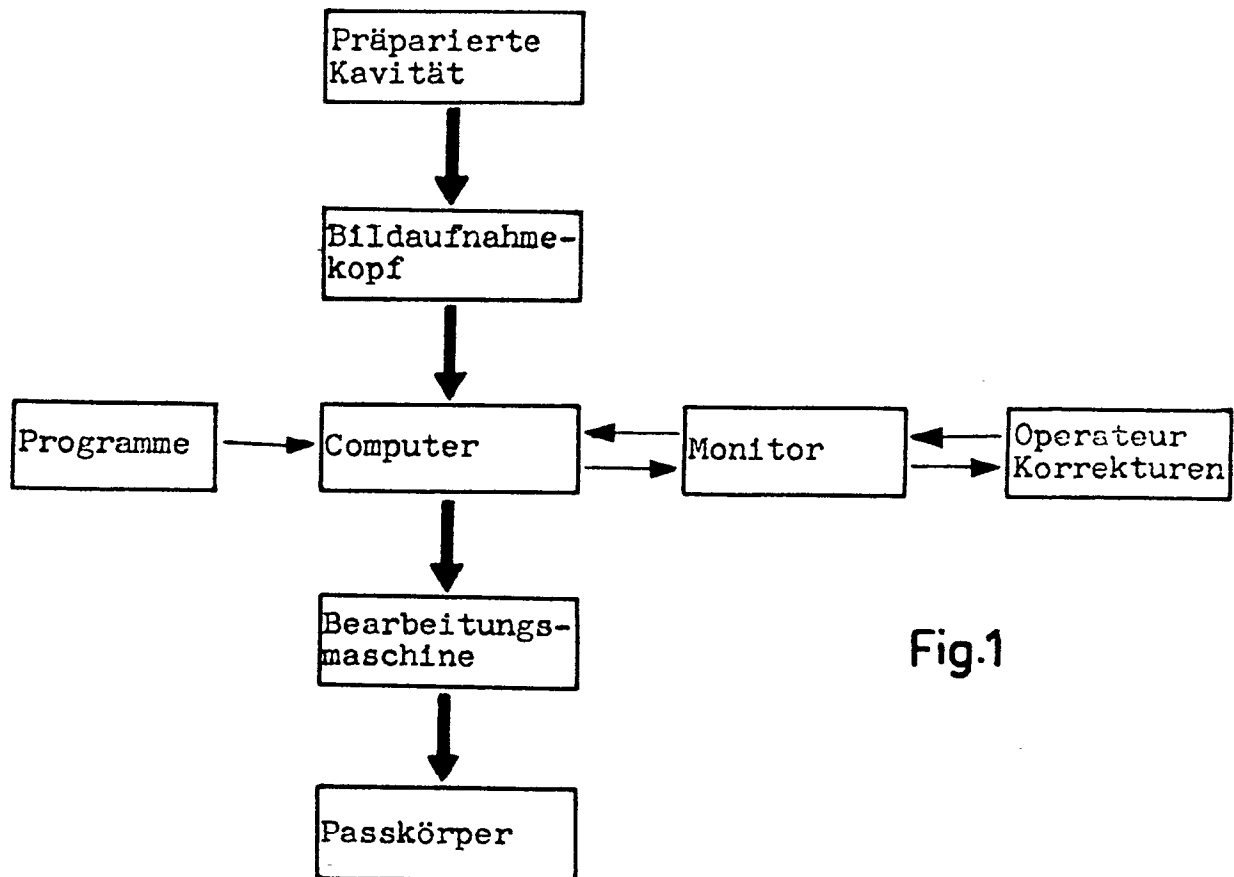 Präparierte
Kavität
Bildaufnahme-
kopf
Programme
Computer
Monitor
Operateur
Korrekturen
Bearbeitungs-
maschine
Fig.1
Passkörper